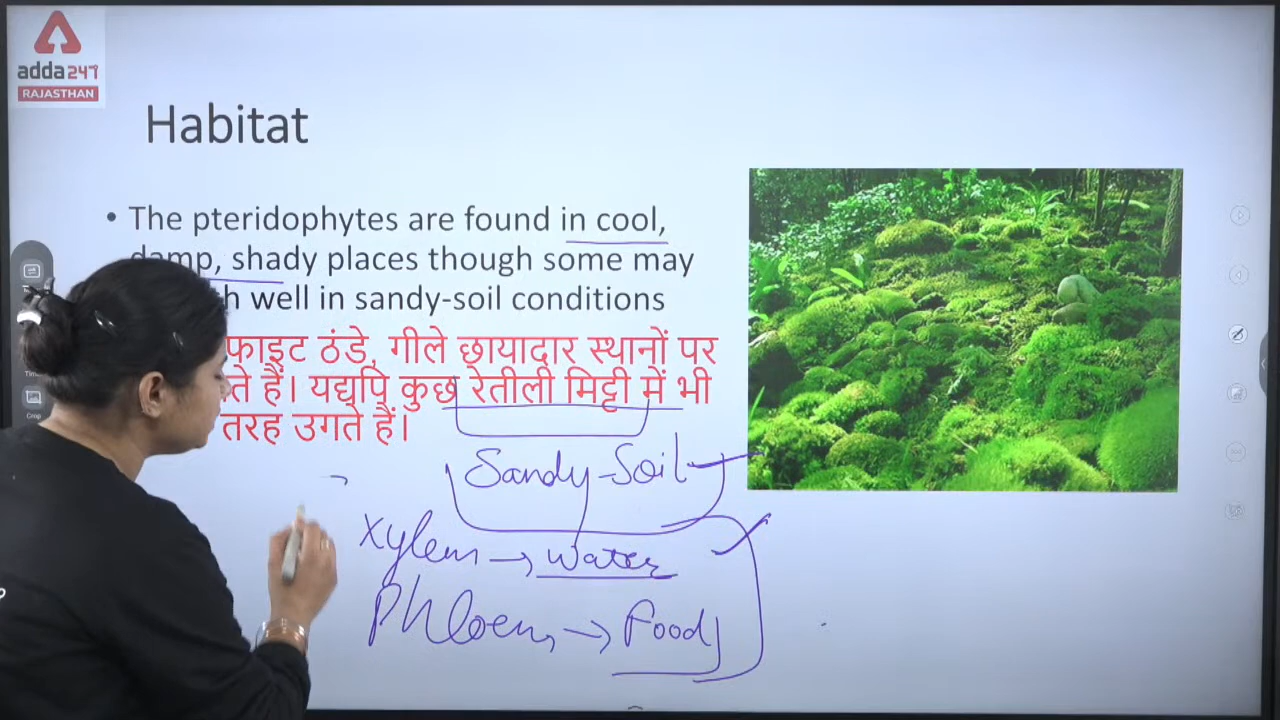 adda247
RAJASTHAN
Habitat
• The pteridophytes are found in cool,
damp, shady places though some may
well in sandy-soil conditions
ठंडे, गीले छायादार स्थानों पर
हैं। यद्यपि कुछ रेतीली मिट्टी में भी
तरह उगते हैं।
Sandy-Soil
Xylem → water
Phloem → Food
Crop